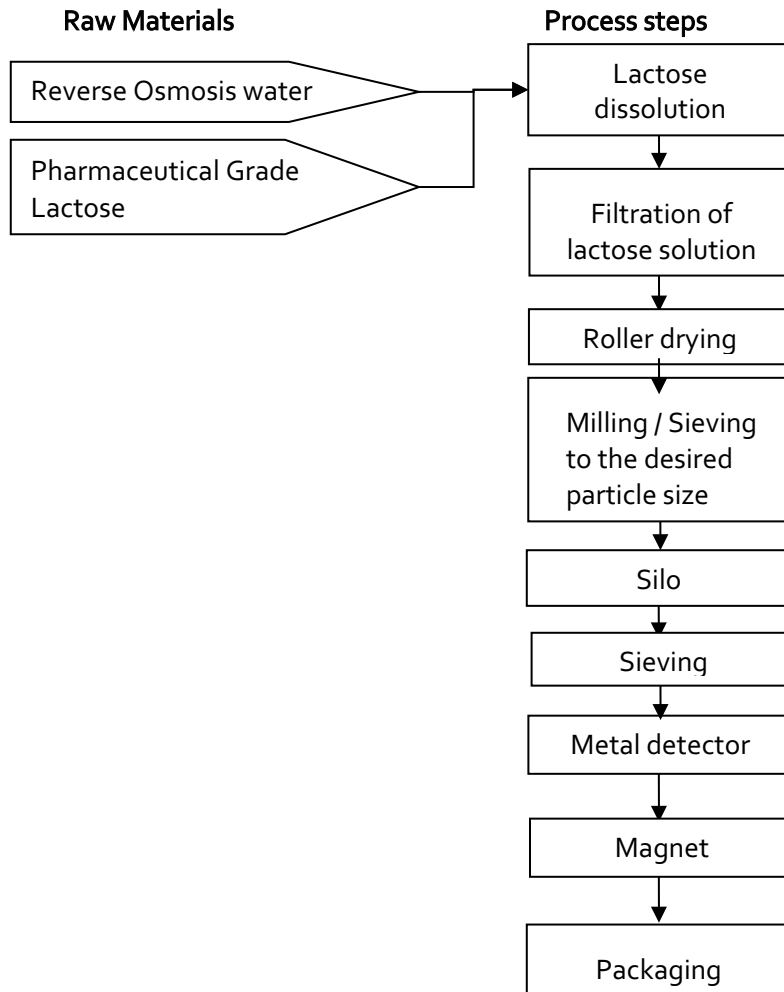 Raw Materials
Process steps
Reverse Osmosis water
Pharmaceutical Grade
Lactose
Lactose
dissolution
Filtration of
lactose solution
Roller drying
Milling / Sieving
to the desired
particle size
Silo
Sieving
Metal detector
Magnet
Packaging